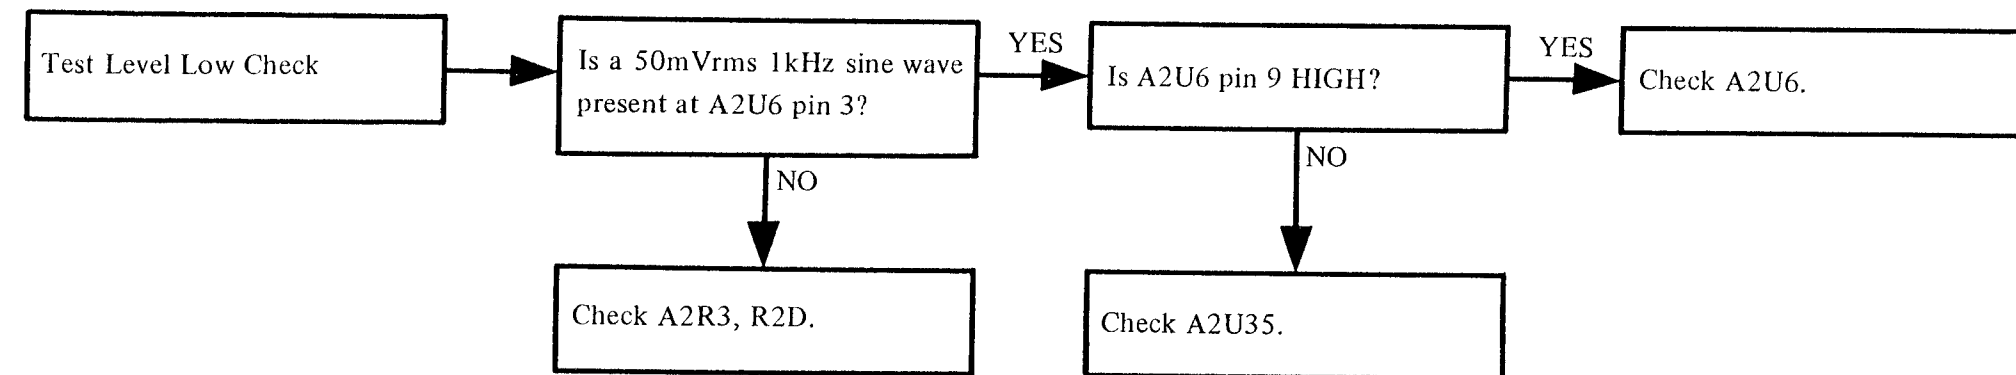 Test Level Low Check
Is a 50mVrms 1kHz sine wave
present at A2U6 pin 3?
YES
Is A2U6 pin 9 HIGH?
YES
Check A2U6.
NO
NO
Check A2R3, R2D.
Check A2U35.